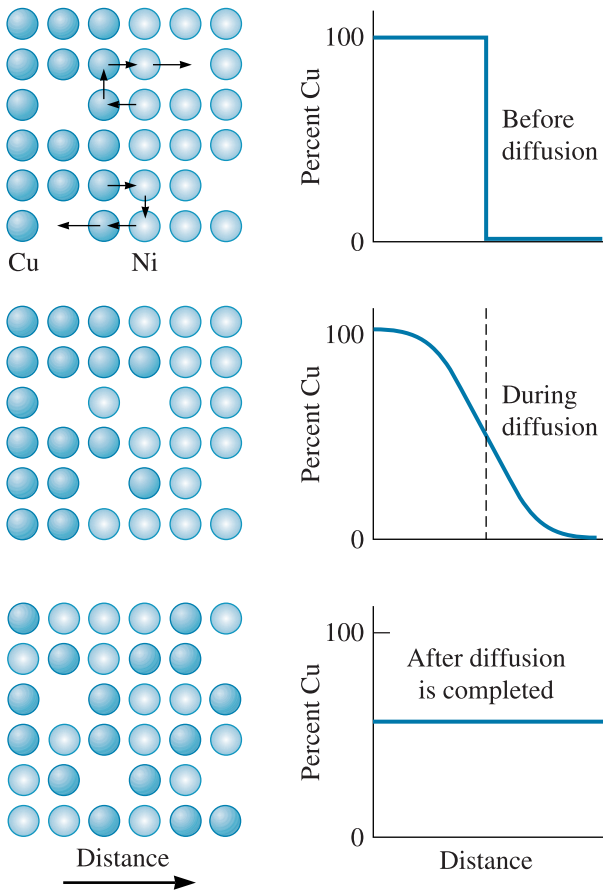 100
Percent Cu
Before
diffusion
0
Cu
Ni
100
Percent Cu
During
diffusion
0
100
Percent Cu
After diffusion
is completed
0
Distance
Distance